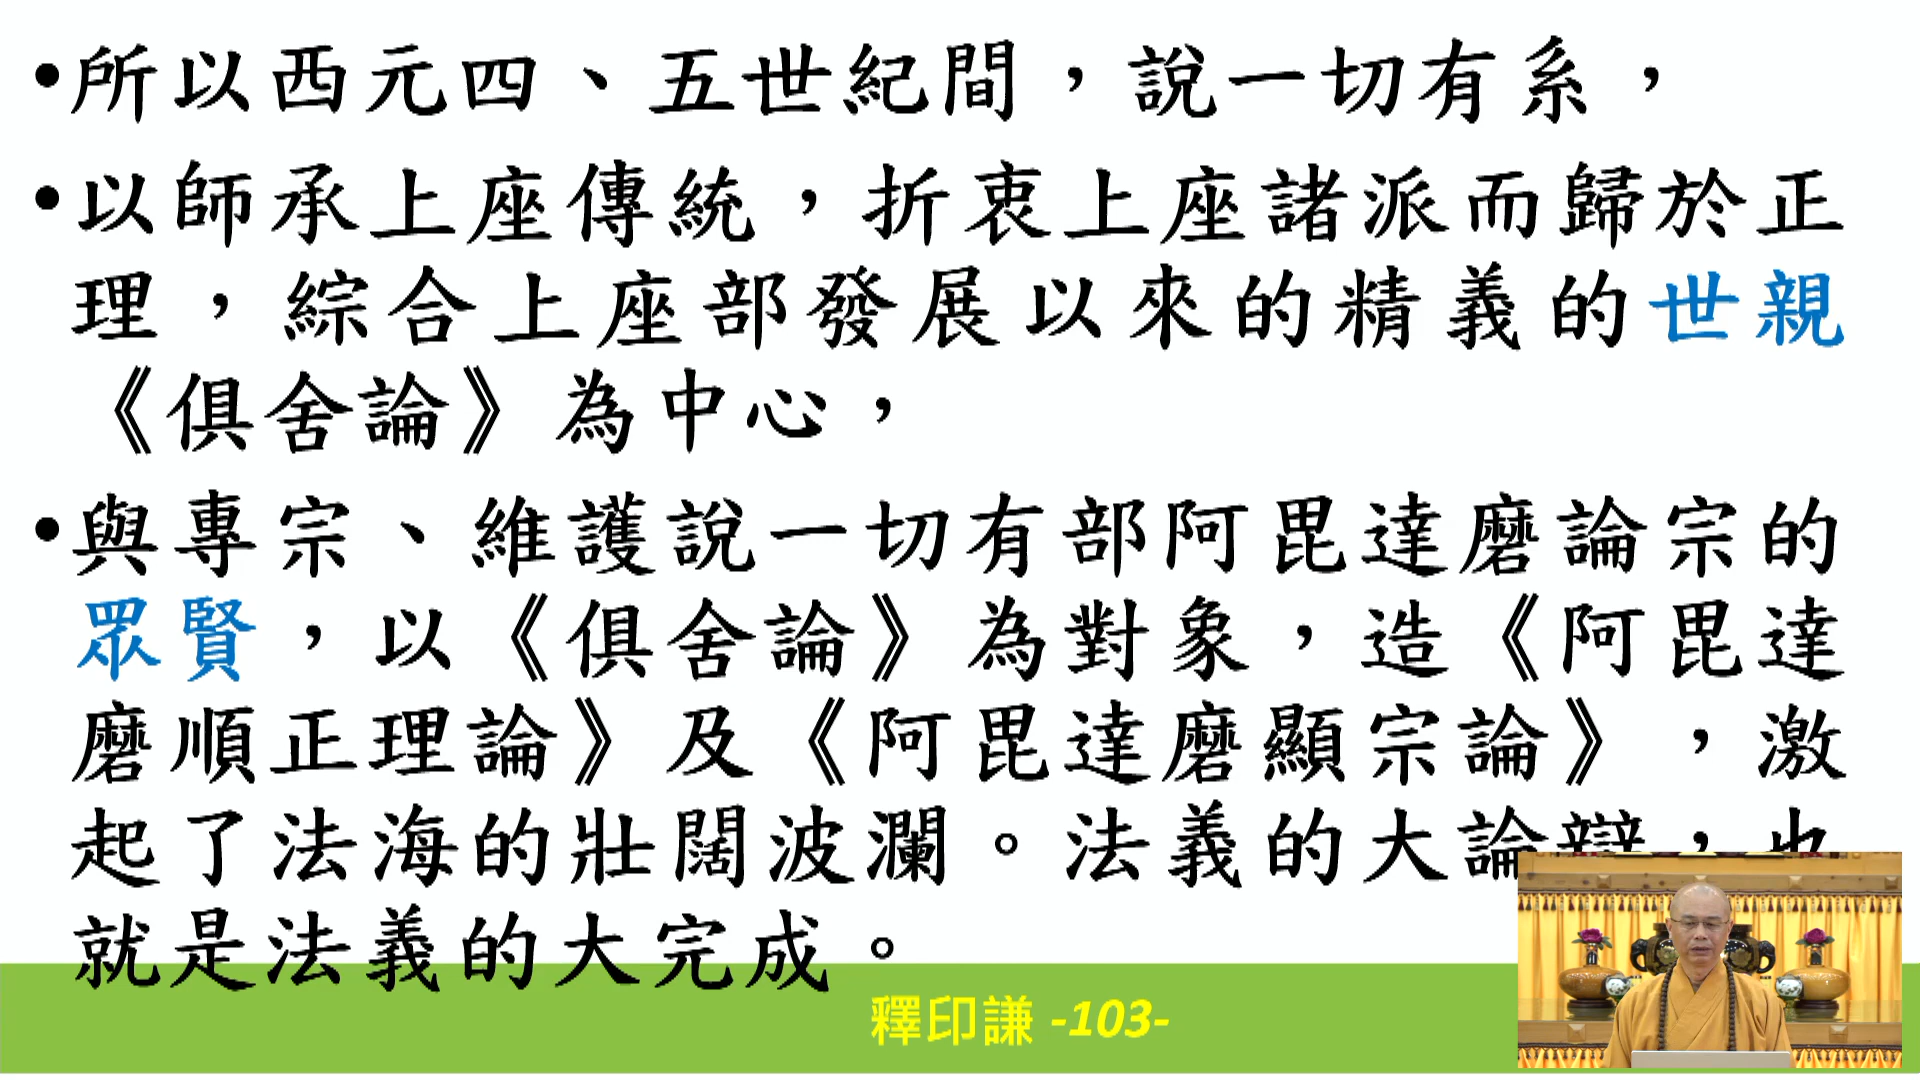 •所以西元四、五世紀間，說一切有系，
•以師承上座傳統，折衷上座諸派而歸於正
理，綜合上座部發展以來的精義的世親
《俱舍論》為中心，
•與專宗、維護說一切有部阿毘達磨論宗的
眾賢，以《俱舍論》為對象，造《阿毘達
磨順正理論》及《阿毘達磨顯宗論》，激
起了法海的壯闊波瀾。法義的大論辯，也
就是法義的大完成。
釋印謙 -103-